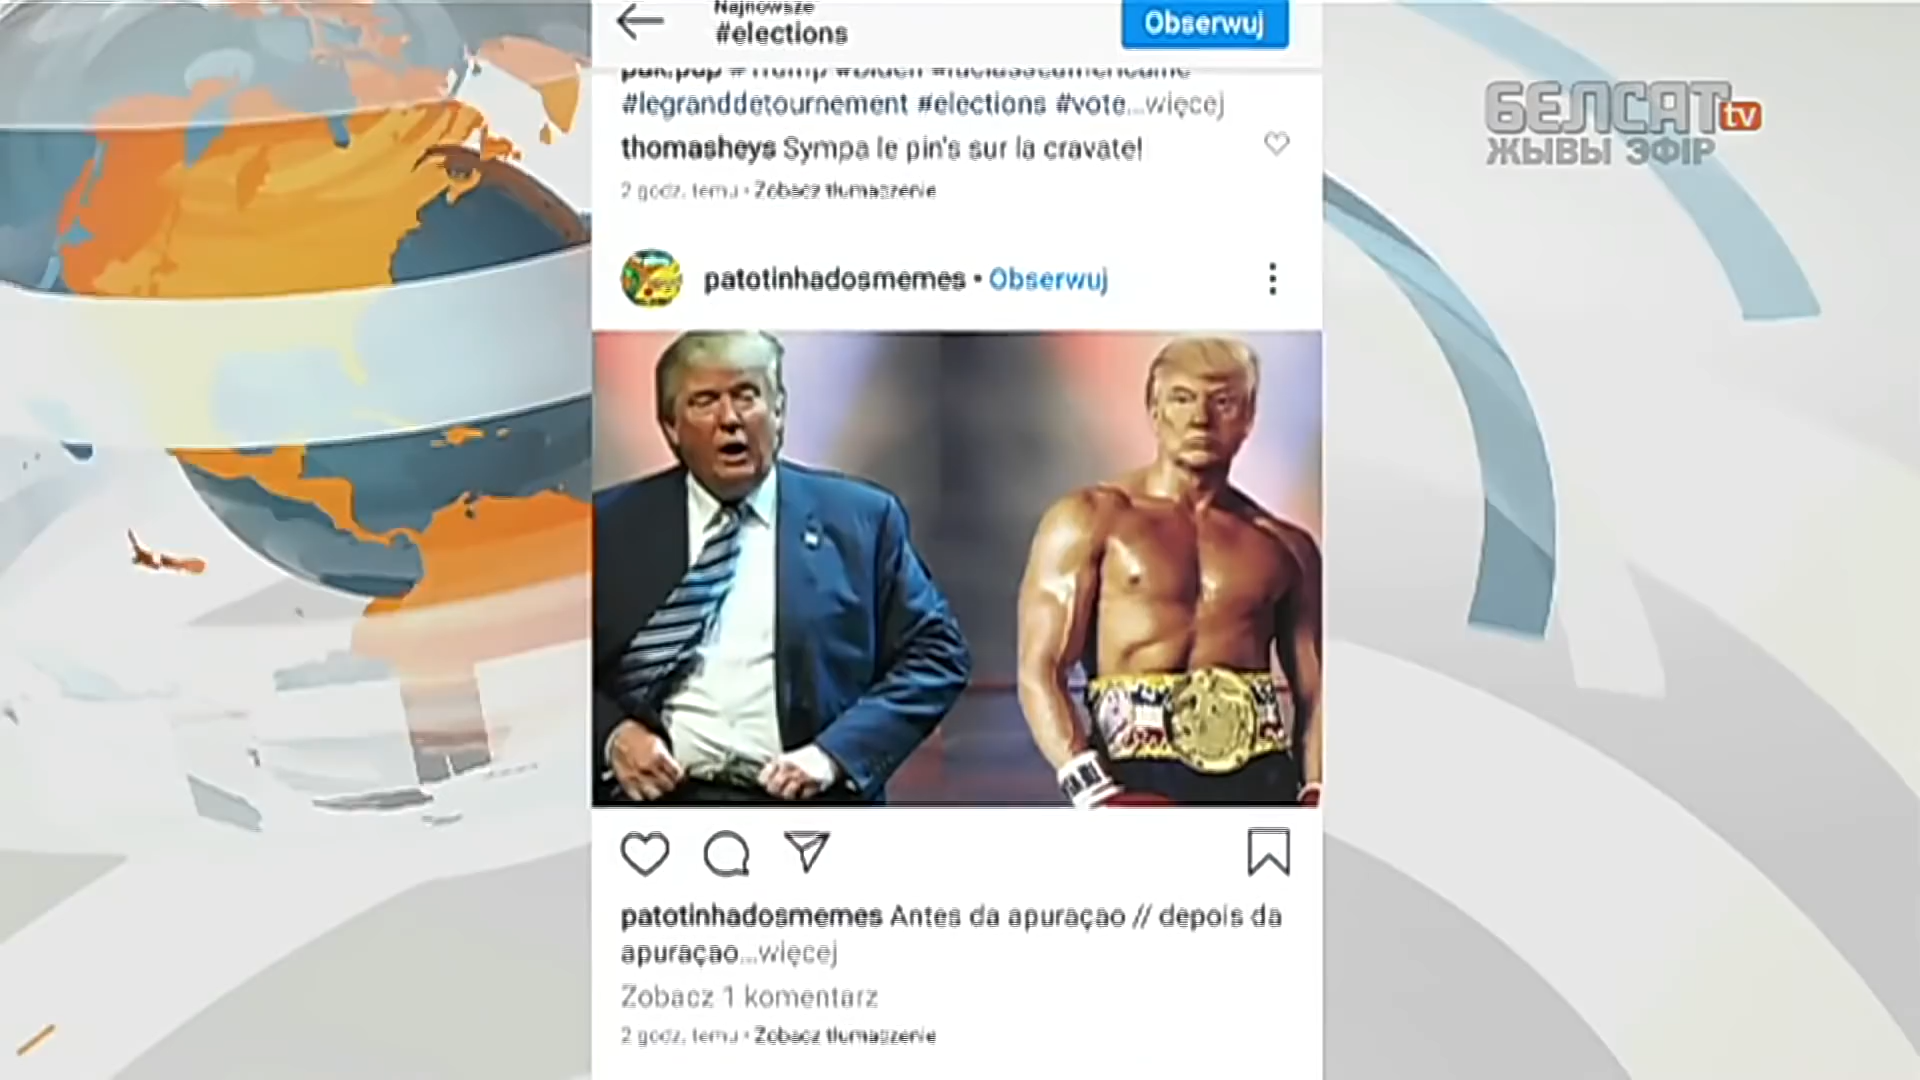 Najnowsze
#elections
Obserwuj
БЕЛСАТ tv
ЖЫВЫ ЭФІР
#legranddetournement #elections #vote...więcej
thomasheys Sympa le pin's sur la cravate!
2 godz. temu • Zobacz tłumaczenie
patotinhadosmemes • Obserwuj
patotinhadosmemes Antes da apuraçao // depois da
apuraçao...więcej
Zobacz 1 komentarz
2 godz. temu • Zobacz tłumaczenie